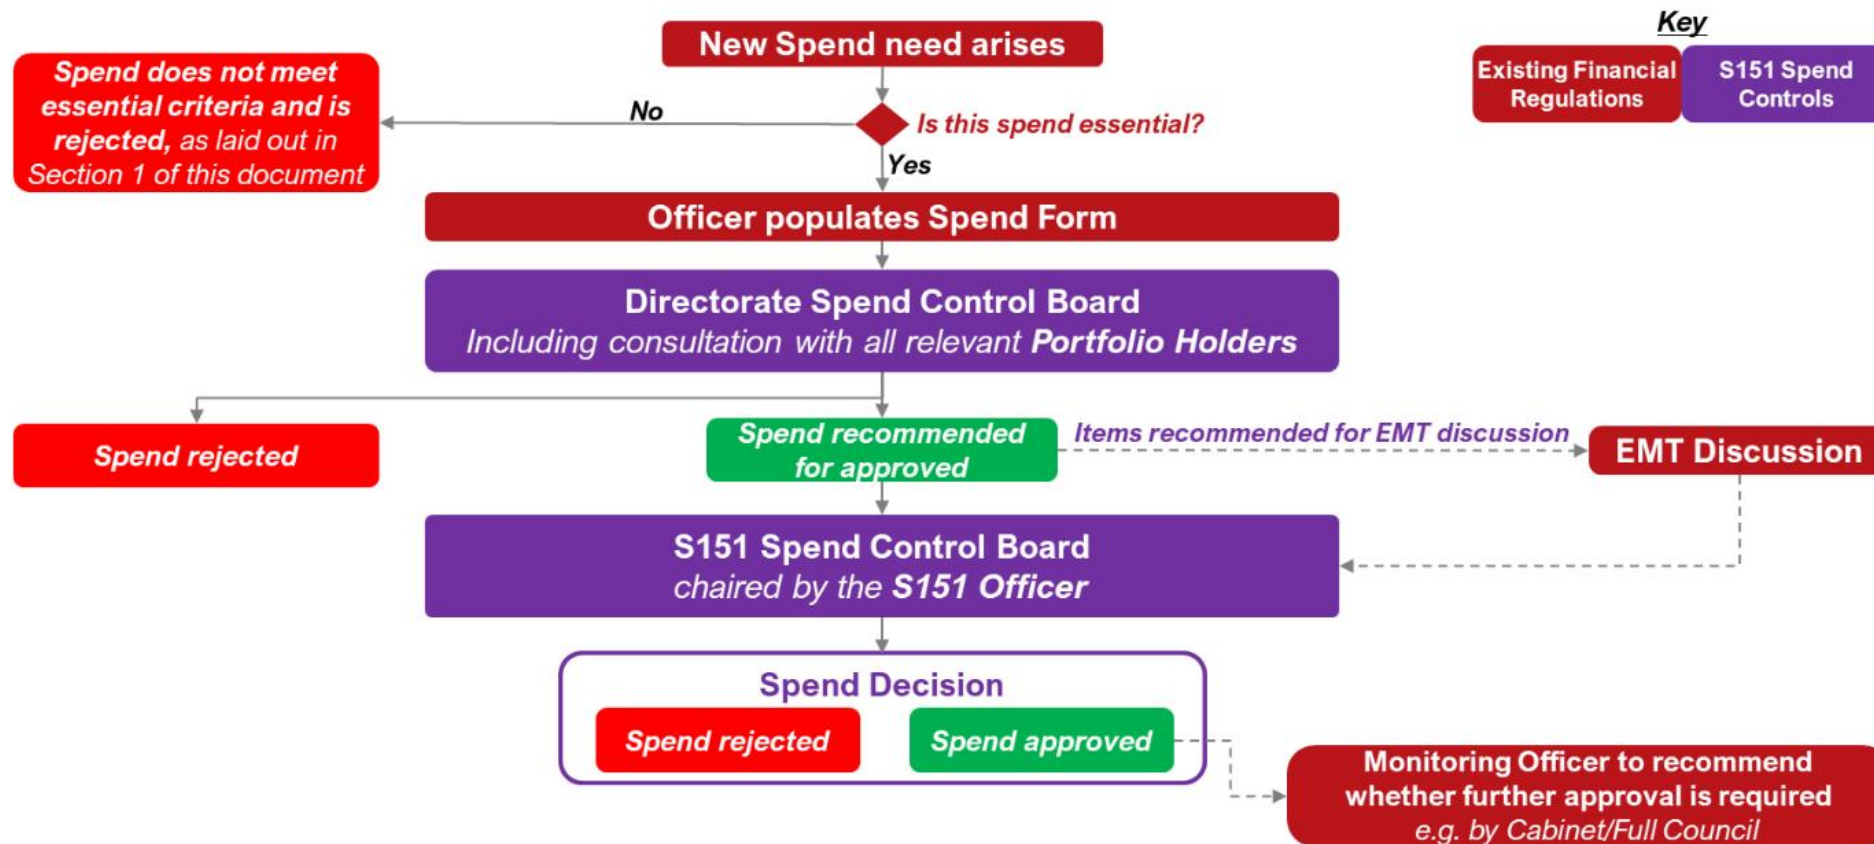 New Spend need arises
Key
Existing Financial
Regulations
S151 Spend
Controls
Spend does not meet
essential criteria and is
rejected, as laid out in
Section 1 of this document
No
Is this spend essential?
Yes
Officer populates Spend Form
Directorate Spend Control Board
Including consultation with all relevant Portfolio Holders
Spend rejected
Spend recommended
for approved
Items recommended for EMT discussion
EMT Discussion
S151 Spend Control Board
chaired by the S151 Officer
Spend Decision
Spend rejected
Spend approved
Monitoring Officer to recommend
whether further approval is required
e.g. by Cabinet/Full Council